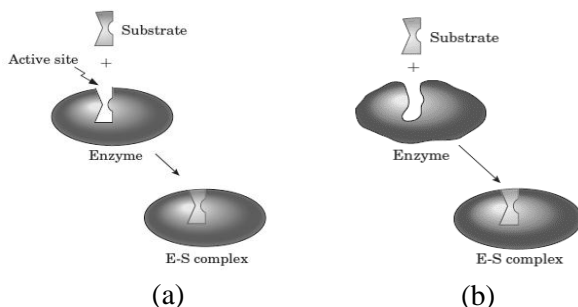 Substrate
+
Active site
Enzyme
E-S complex
(a)
Substrate
+
Enzyme
E-S complex
(b)